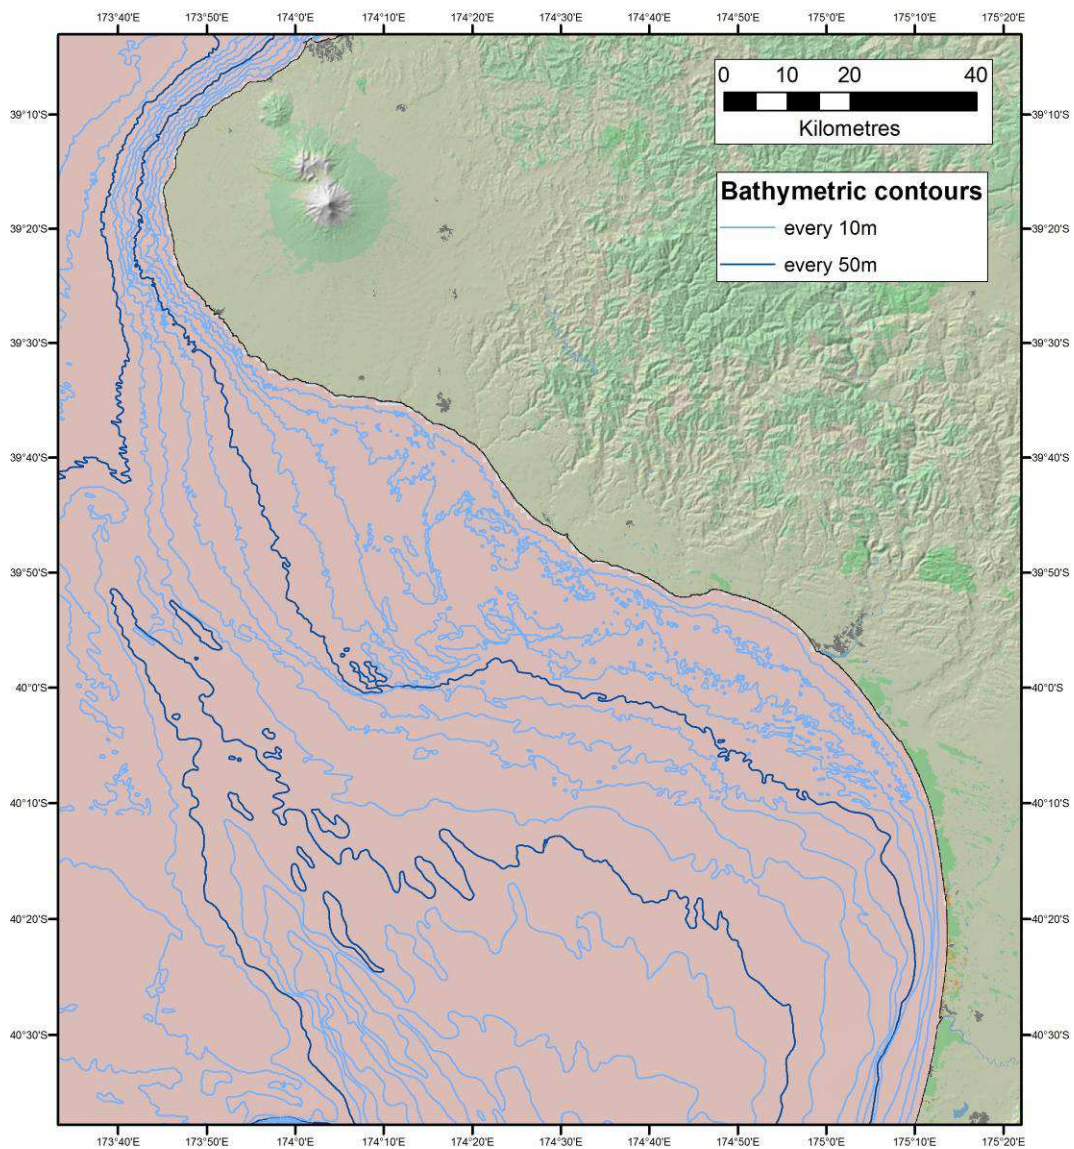 173°40'E 173°50'E 174°0'E 174°10'E 174°20'E 174°30'E 174°40'E 174°50'E 175°0'E 175°10'E 175°20'E
0 10 20 40
Kilometres
39°10'S 39°10'S
Bathymetric contours
every 10m
39°20'S 39°20'S
every 50m
39°30'S 39°30'S
39°40'S 39°40'S
39°50'S 39°50'S
40°0'S 40°0'S
40°10'S 40°10'S
40°20'S 40°20'S
40°30'S 40°30'S
173°40'E 173°50'E 174°0'E 174°10'E 174°20'E 174°30'E 174°40'E 174°50'E 175°0'E 175°10'E 175°20'E